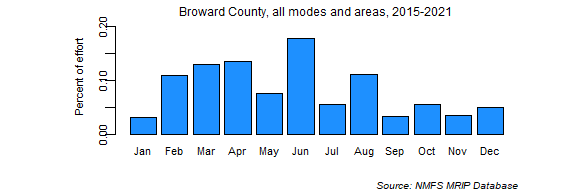 Broward County, all modes and areas, 2015-2021
Percent of effort
0.20
0.10
0.00
Jan Feb Mar Apr May Jun Jul Aug Sep Oct Nov Dec
Source: NMFS MRIP Database